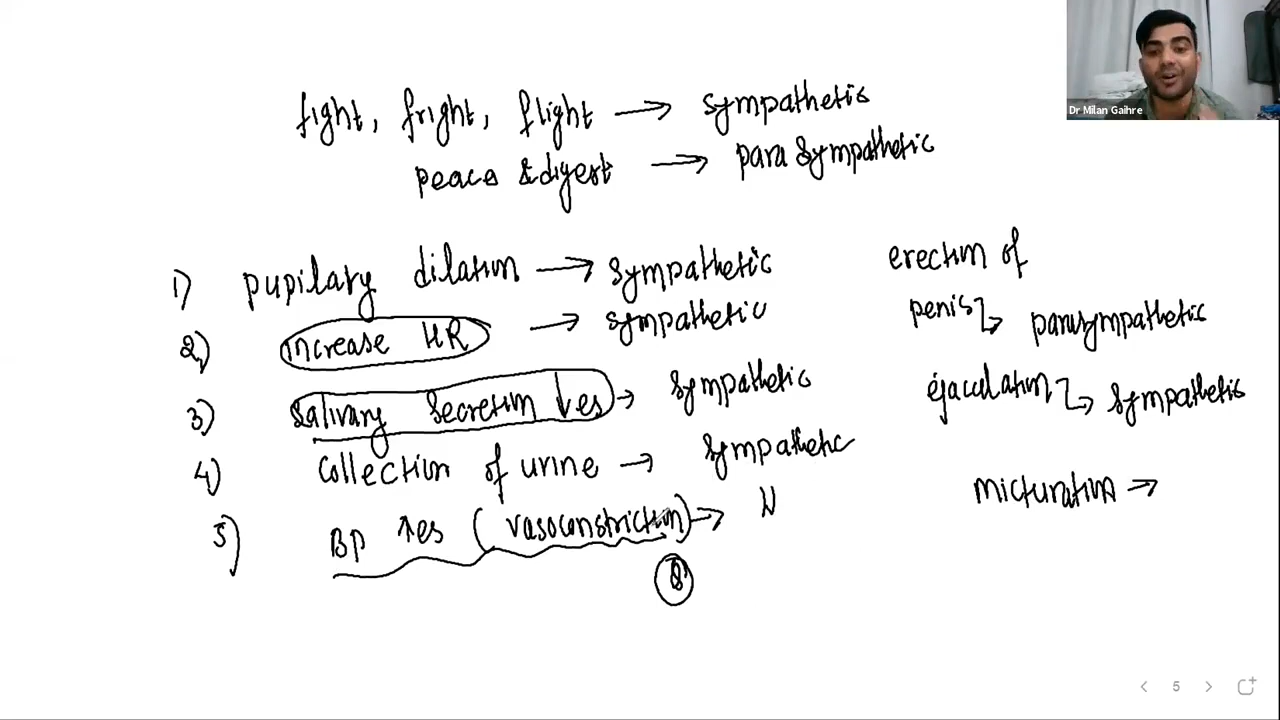 Dr Milan Gaihre
fight, fright, flight → sympathetic
peace & digest → para sympathetic
1) pupilary dilation → sympathetic
2) increase HR → sympathetic
3) salivary secretion ↓es → sympathetic
4) collection of urine → sympathetic
5) BP ↑es (vasoconstriction) → 
erection of
penis → parasympathetic
ejaculation → sympathetic
micturation →
5